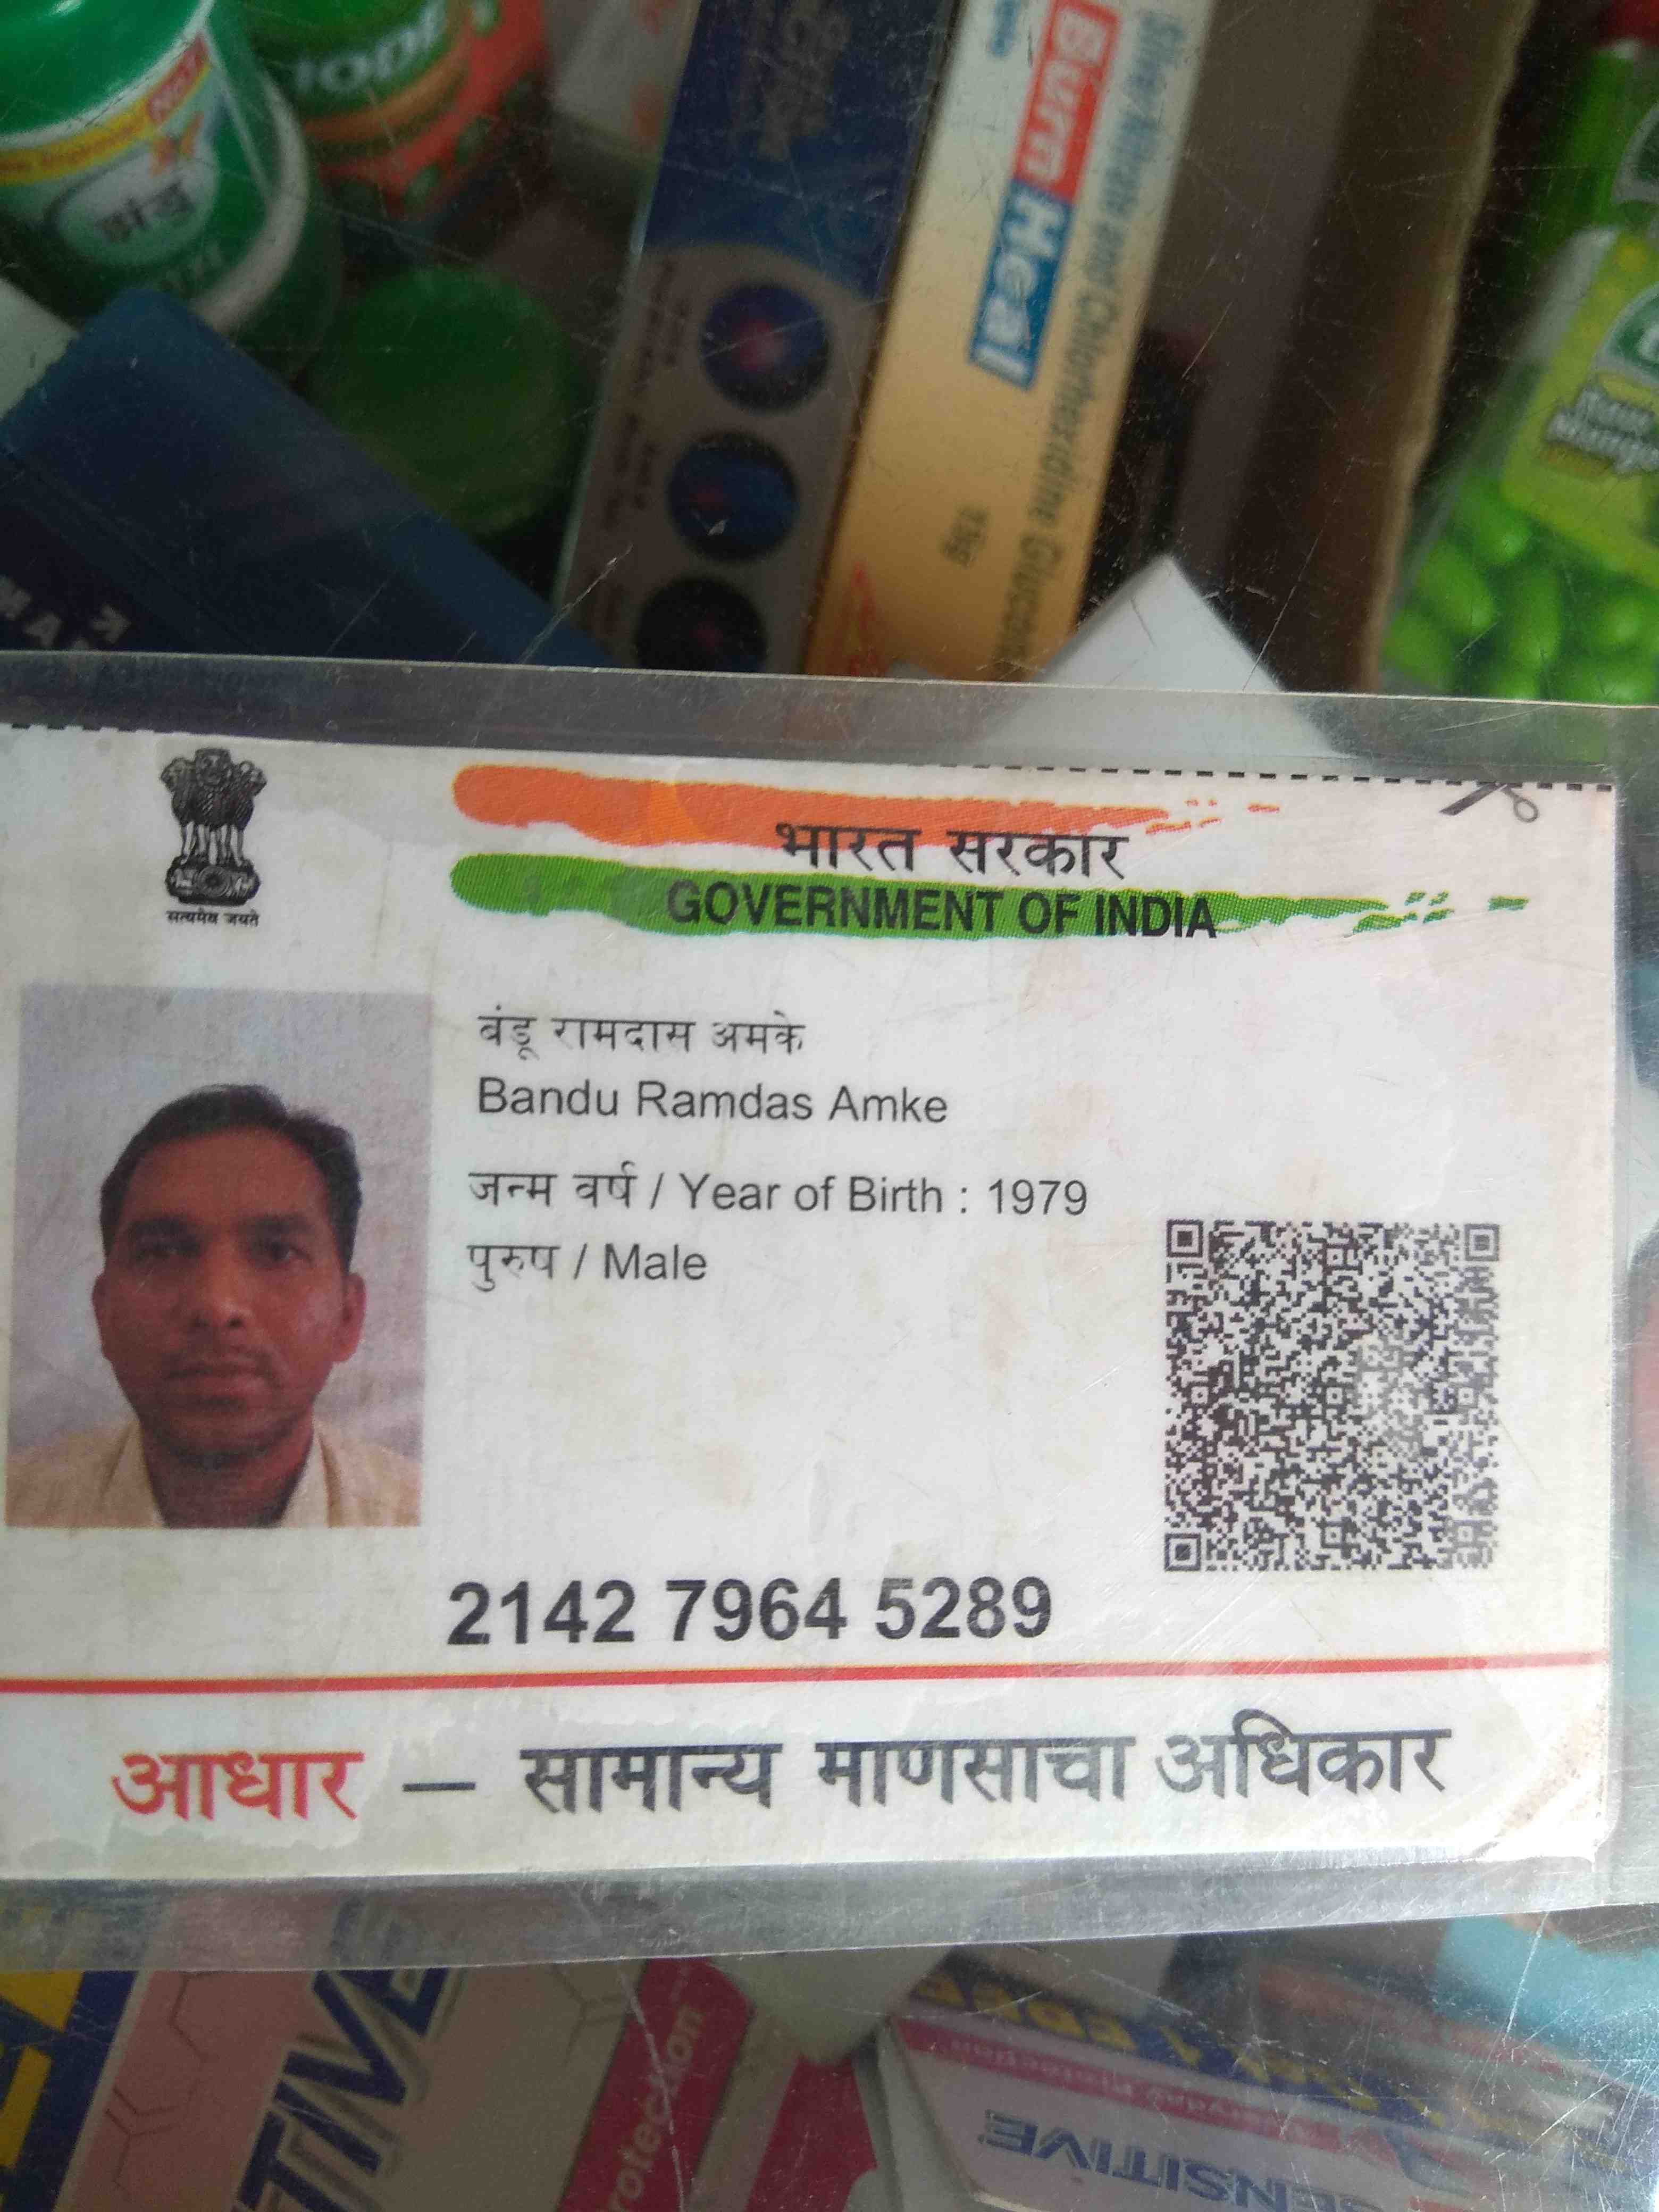 झंडु
Burn
Heal
15g
सत्यमेव जयते
भारत सरकार
GOVERNMENT OF INDIA
बंडू रामदास अमके
Bandu Ramdas Amke
जन्म वर्ष / Year of Birth : 1979
पुरुष / Male
2142 7964 5289
आधार – सामान्य माणसाचा अधिकार
SENSITIVE